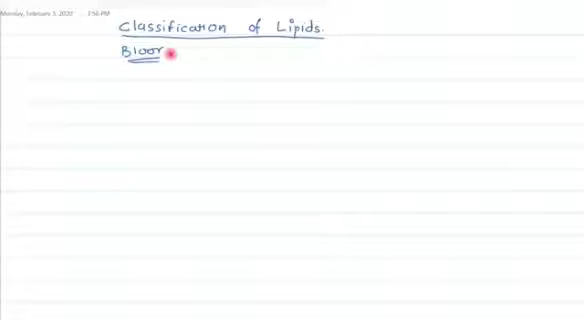 Monday, February 3, 2020 7:56 PM
Classification of Lipids.
Bloor